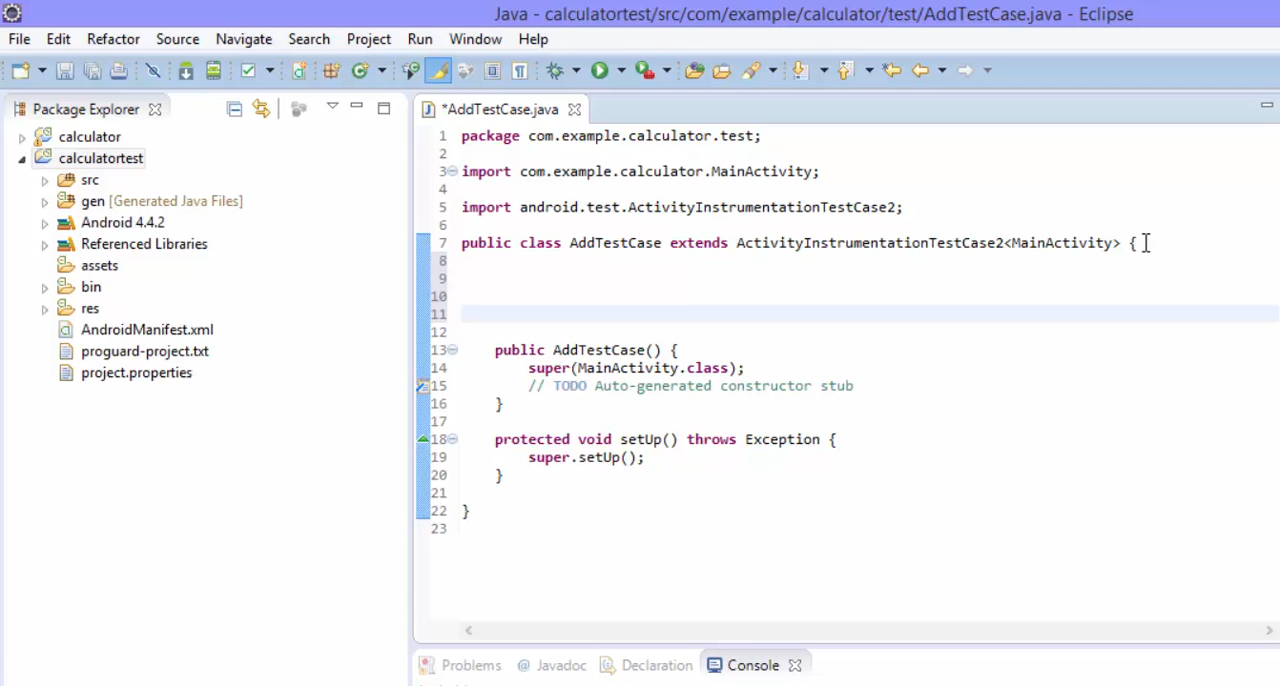 Java - calculatortest/src/com/example/calculator/test/AddTestCase.java - Eclipse
File Edit Refactor Source Navigate Search Project Run Window Help
Package Explorer
calculator
calculatortest
src
gen [Generated Java Files]
Android 4.4.2
Referenced Libraries
assets
bin
res
AndroidManifest.xml
proguard-project.txt
project.properties
*AddTestCase.java
1 package com.example.calculator.test;
2
3 import com.example.calculator.MainActivity;
4
5 import android.test.ActivityInstrumentationTestCase2;
6
7 public class AddTestCase extends ActivityInstrumentationTestCase2<MainActivity> {
8
9
10
11
12
13 public AddTestCase() {
14 super(MainActivity.class);
15 // TODO Auto-generated constructor stub
16 }
17
18 protected void setUp() throws Exception {
19 super.setUp();
20 }
21
22 }
23
Problems @ Javadoc Declaration Console